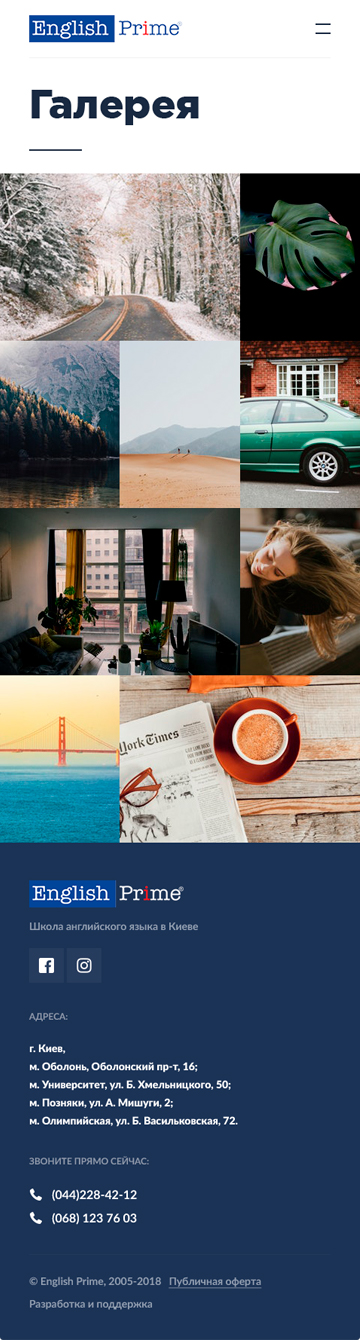 English Prime®
Галерея
York Times
English Prime®
Школа английского языка в Киеве
АДРЕСА:
г. Киев,
м. Оболонь, Оболонский пр-т, 16;
м. Университет, ул. Б. Хмельницкого, 50;
м. Позняки, ул. А. Мишуги, 2;
м. Олимпийская, ул. Б. Васильковская, 72.
ЗВОНИТЕ ПРЯМО СЕЙЧАС:
(044)228-42-12
(068) 123 76 03
© English Prime, 2005-2018 Публичная оферта
Разработка и поддержка